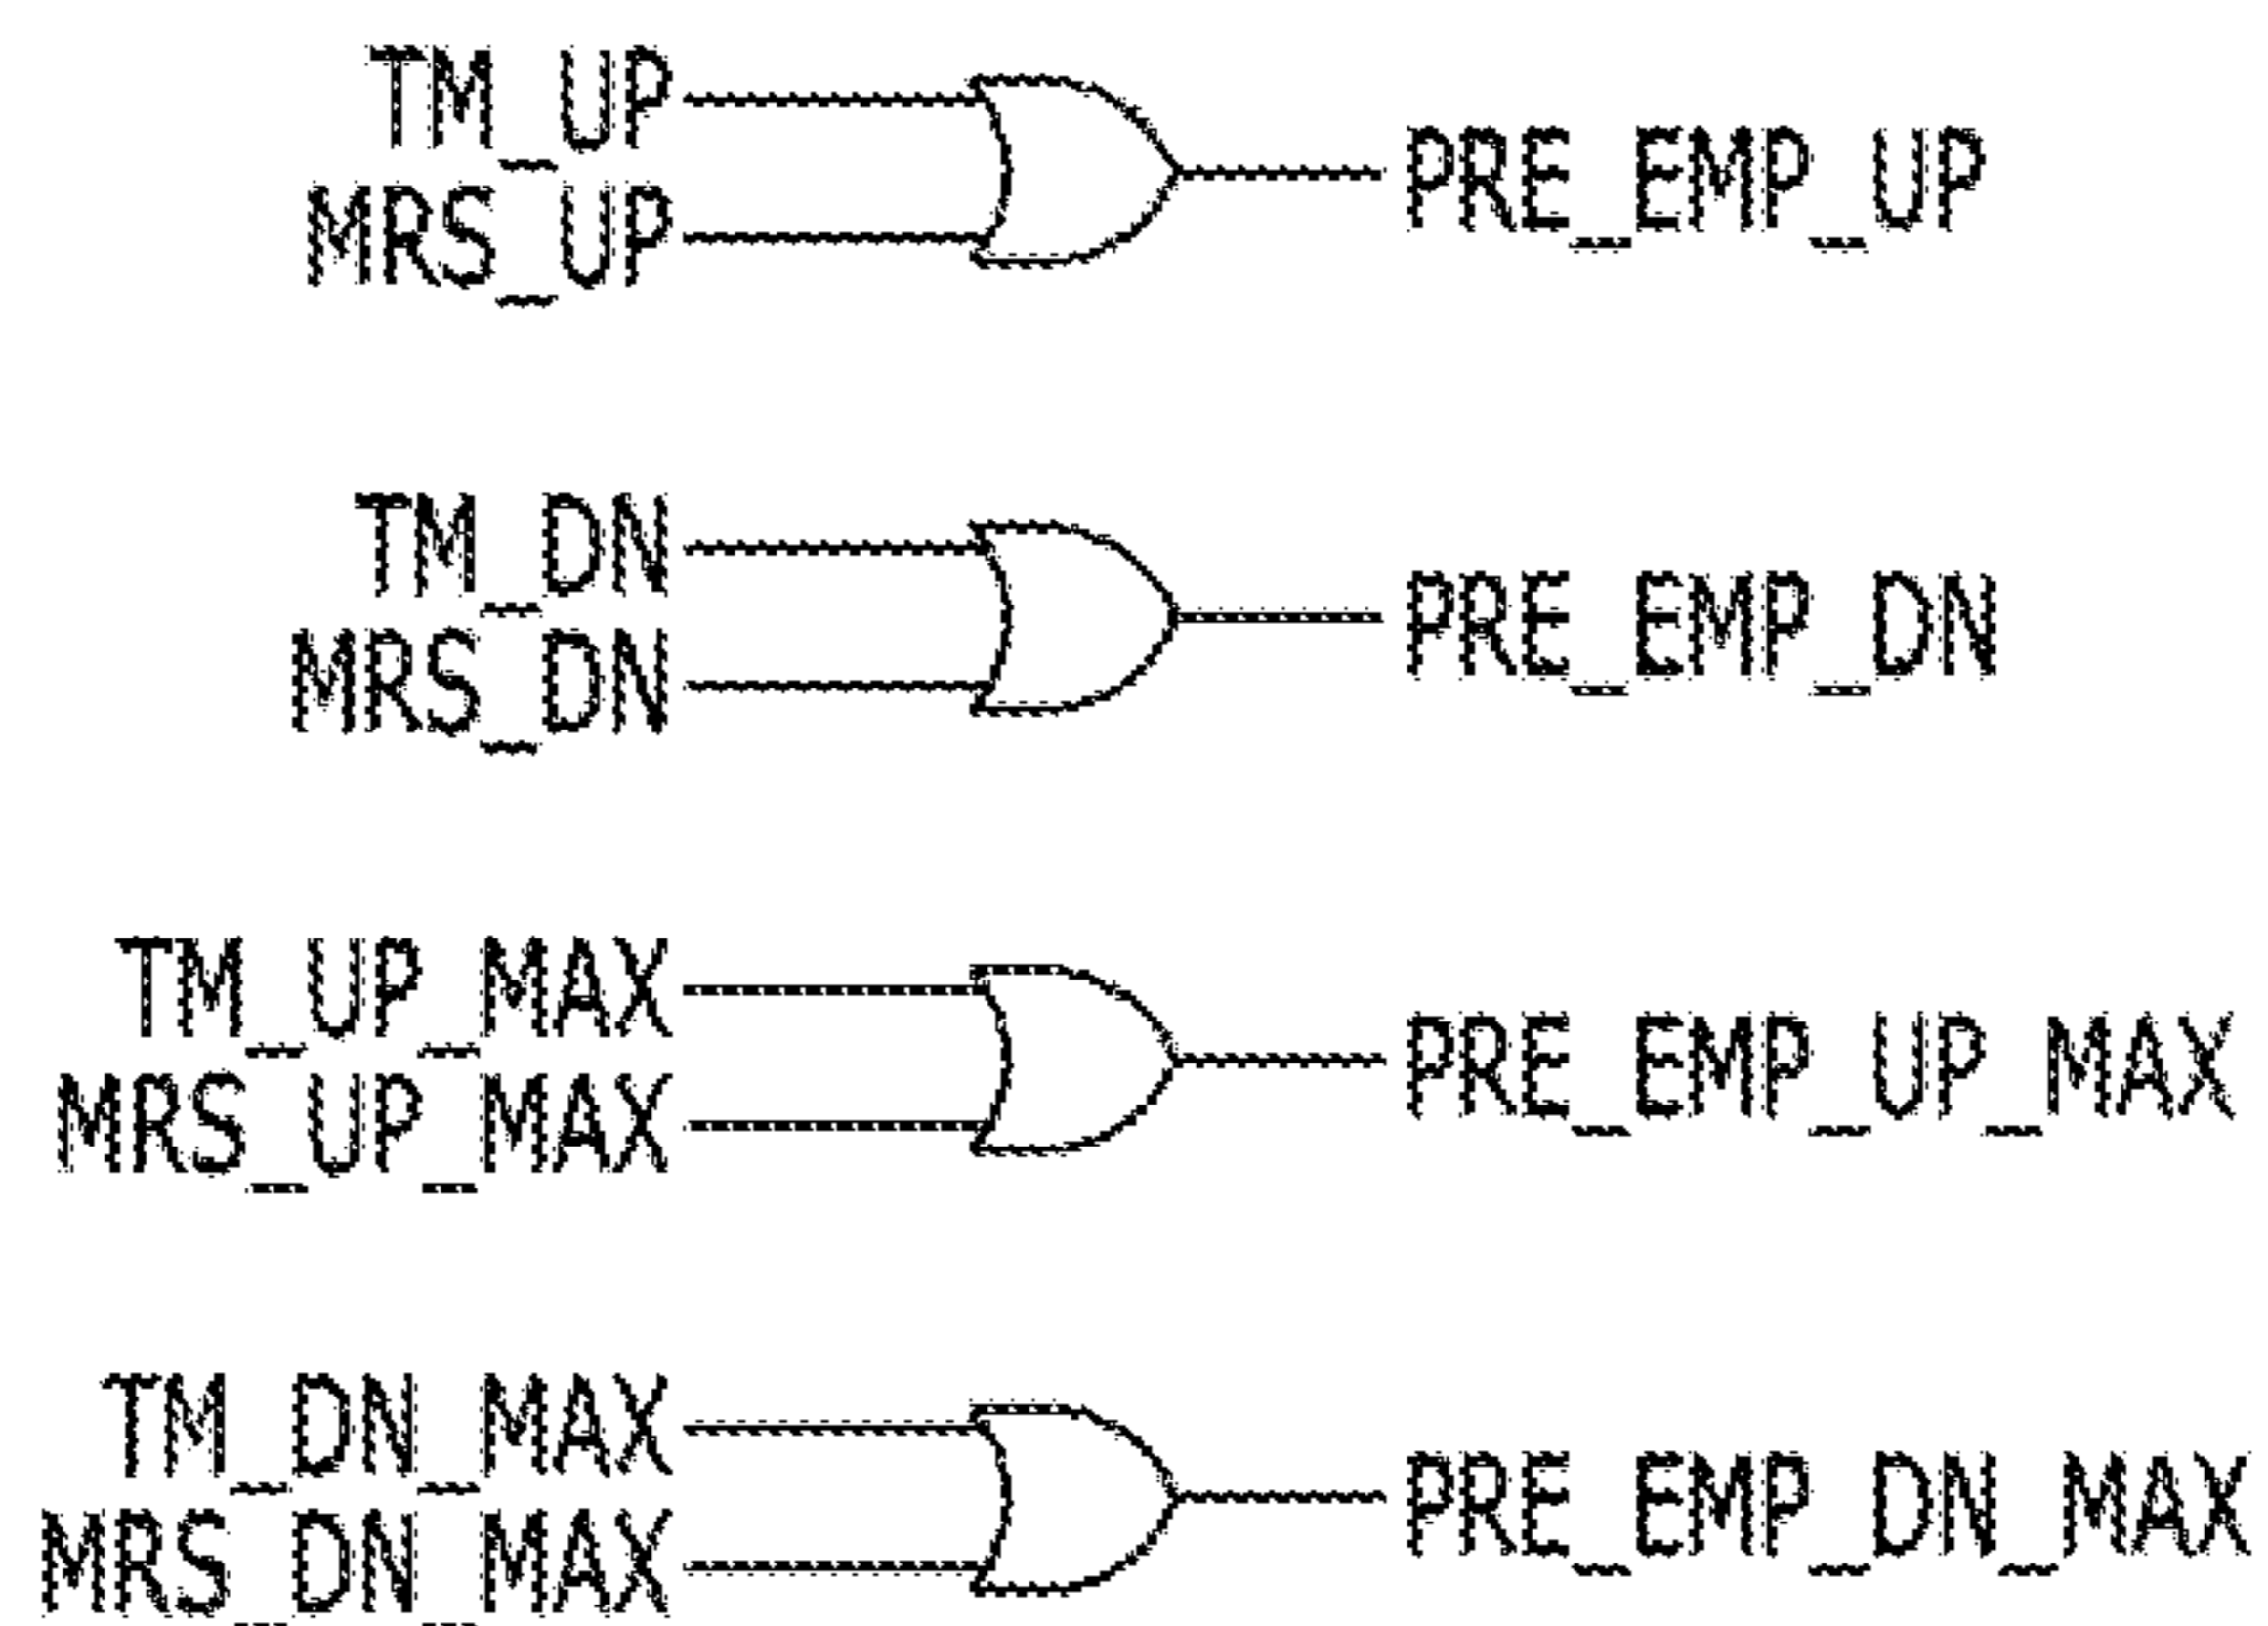 TM_UP
MRS_UP
PRE_EMP_UP
TM_DN
MRS_DN
PRE_EMP_DN
TM_UP_MAX
MRS_UP_MAX
PRE_EMP_UP_MAX
TM_DN_MAX
MRS_DN_MAX
PRE_EMP_DN_MAX